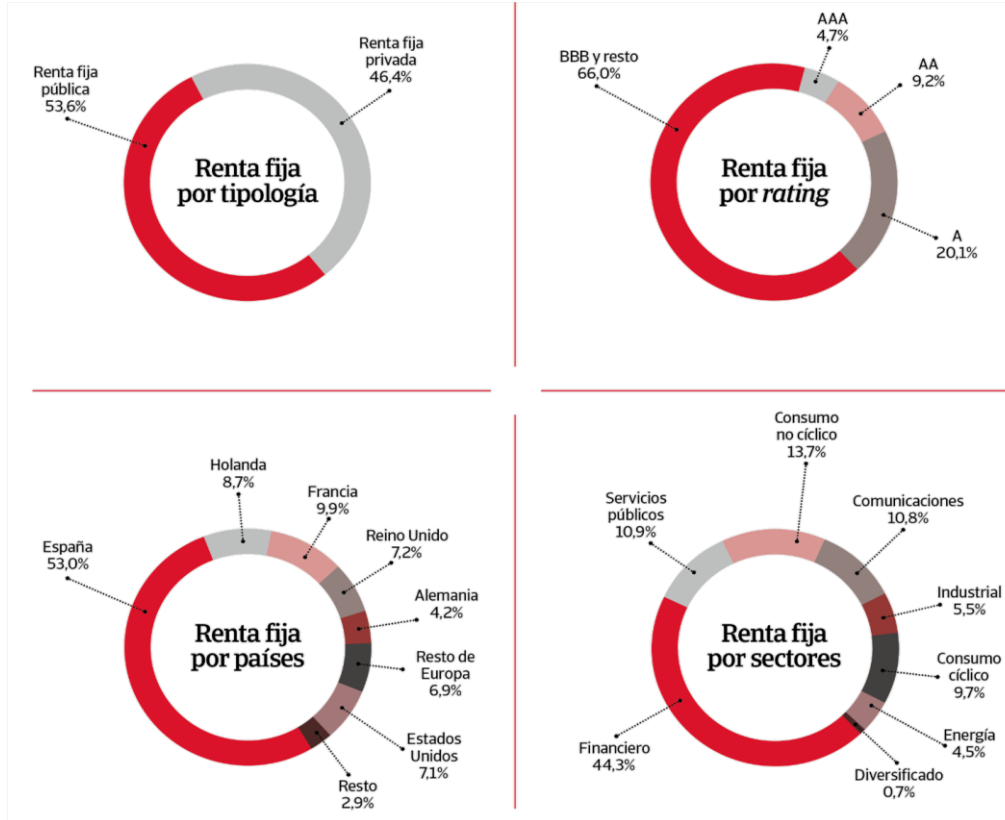 Renta fija
pública
53,6%
Renta fija
privada
46,4%
Renta fija
por tipología
BBB y resto
66,0%
AAA
4,7%
AA
9,2%
A
20,1%
Renta fija
por rating
España
53,0%
Holanda
8,7%
Francia
9,9%
Reino Unido
7,2%
Alemania
4,2%
Resto de
Europa
6,9%
Estados
Unidos
7,1%
Resto
2,9%
Renta fija
por países
Servicios
públicos
10,9%
Consumo
no cíclico
13,7%
Comunicaciones
10,8%
Industrial
5,5%
Consumo
cíclico
9,7%
Energía
4,5%
Diversificado
0,7%
Financiero
44,3%
Renta fija
por sectores